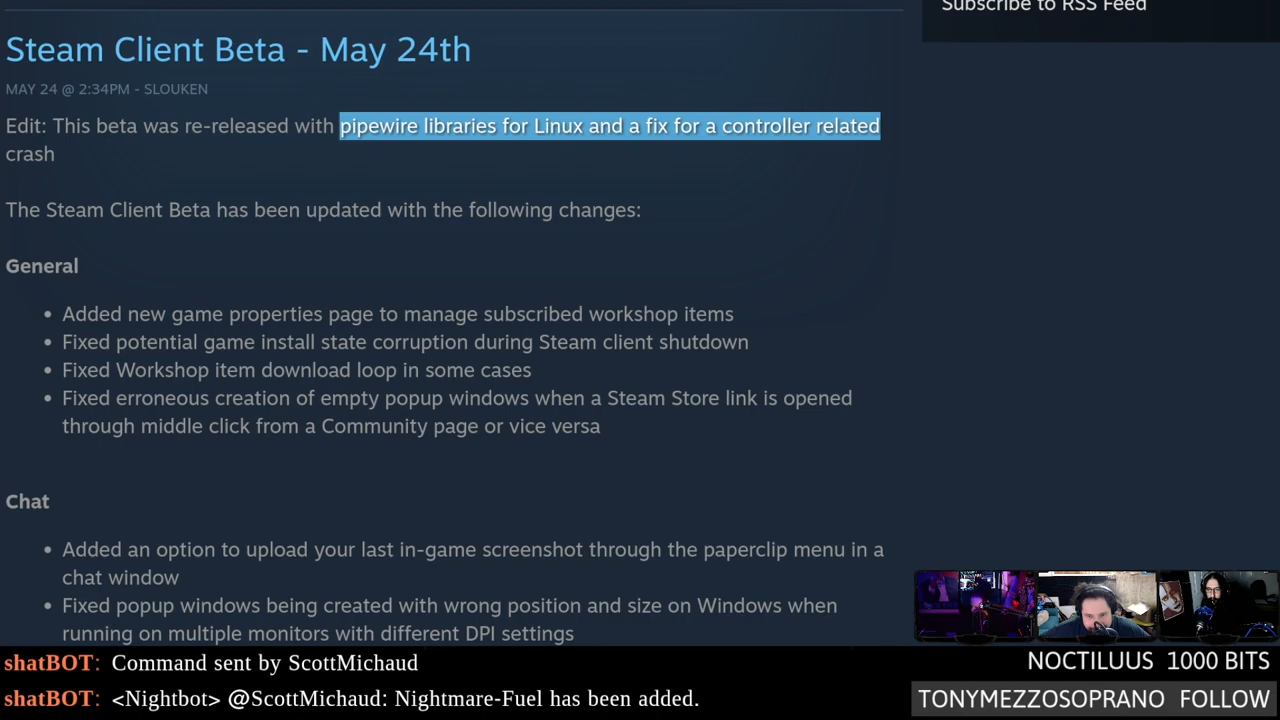 Subscribe to RSS Feed
Steam Client Beta - May 24th
MAY 24 @ 2:34PM - SLOUKEN
Edit: This beta was re-released with pipewire libraries for Linux and a fix for a controller related
crash
The Steam Client Beta has been updated with the following changes:
General
• Added new game properties page to manage subscribed workshop items
• Fixed potential game install state corruption during Steam client shutdown
• Fixed Workshop item download loop in some cases
• Fixed erroneous creation of empty popup windows when a Steam Store link is opened
through middle click from a Community page or vice versa
Chat
• Added an option to upload your last in-game screenshot through the paperclip menu in a
chat window
• Fixed popup windows being created with wrong position and size on Windows when
running on multiple monitors with different DPI settings
shatBOT: Command sent by ScottMichaud
shatBOT: <Nightbot> @ScottMichaud: Nightmare-Fuel has been added.
NOCTILUUS 1000 BITS
TONYMEZZOSOPRANO FOLLOW